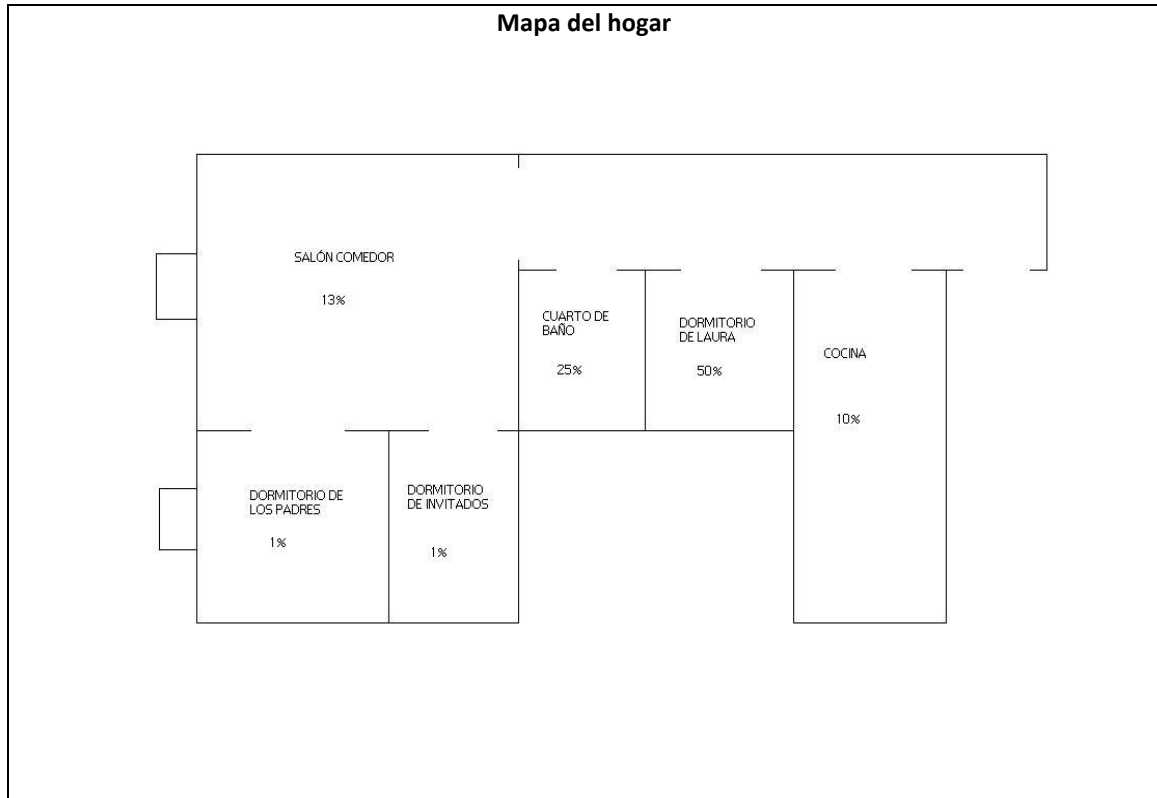 Mapa del hogar
SALÓN COMEDOR
13%
CUARTO DE
BAÑO
25%
DORMITORIO
DE LAURA
50%
COCINA
10%
DORMITORIO DE
LOS PADRES
1%
DORMITORIO
DE INVITADOS
1%